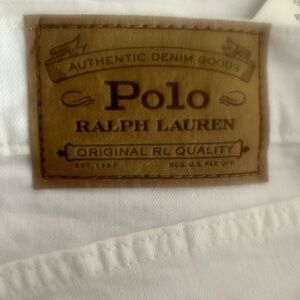 AUTHENTIC DENIM GOODS
Polo
RALPH LAUREN
ORIGINAL RL QUALITY
EST. 1967 REG. U.S. PAT. OFF.